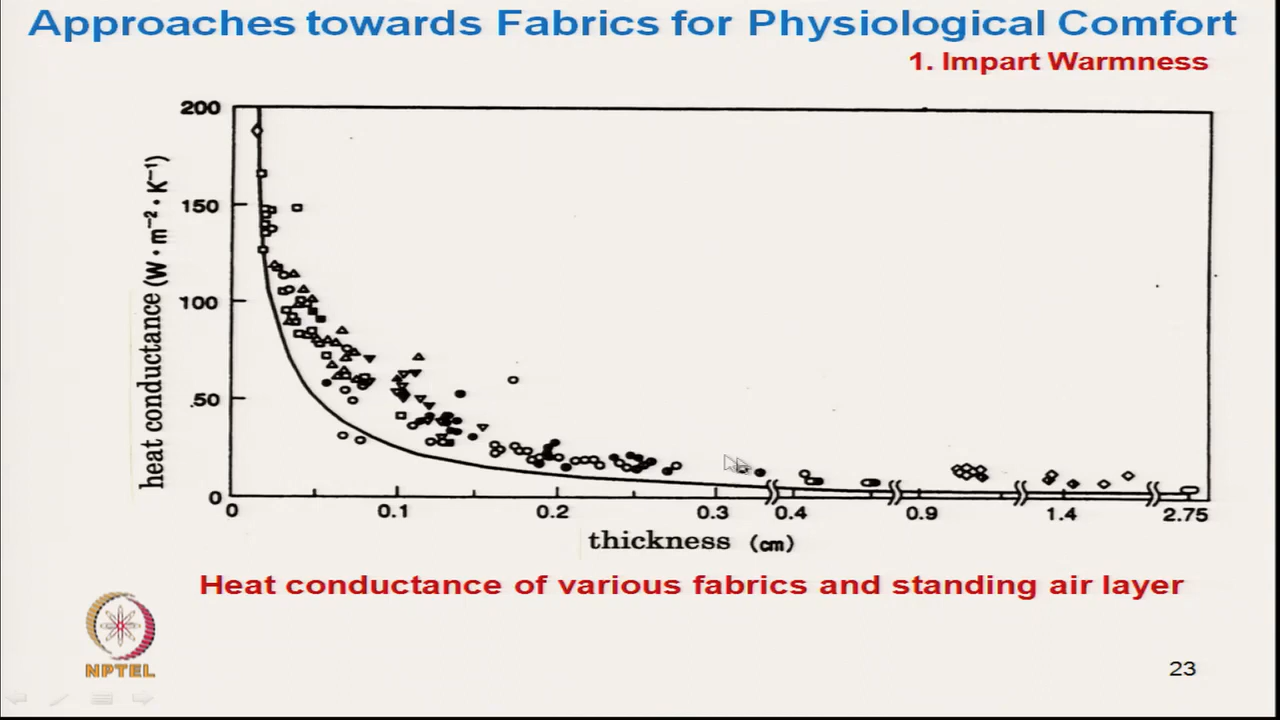 Approaches towards Fabrics for Physiological Comfort
1. Impart Warmness
200
150
100
50
0
heat conductance (W・m⁻²・K⁻¹)
0 0.1 0.2 0.3 0.4 0.9 1.4 2.75
thickness (cm)
Heat conductance of various fabrics and standing air layer
NPTEL
23